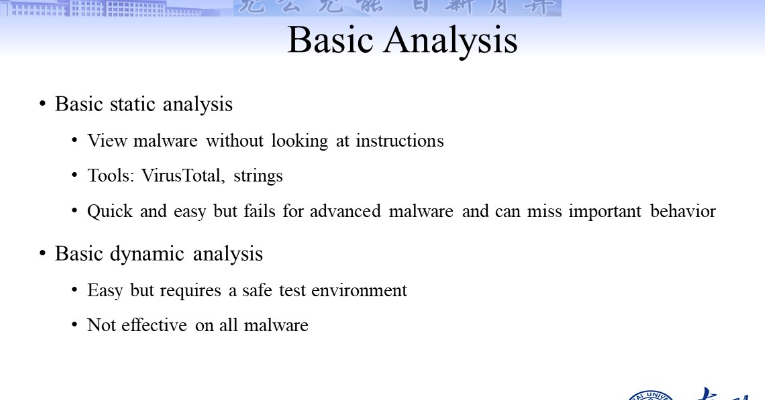 允公允能 日新月异
Basic Analysis
• Basic static analysis
• View malware without looking at instructions
• Tools: VirusTotal, strings
• Quick and easy but fails for advanced malware and can miss important behavior
• Basic dynamic analysis
• Easy but requires a safe test environment
• Not effective on all malware